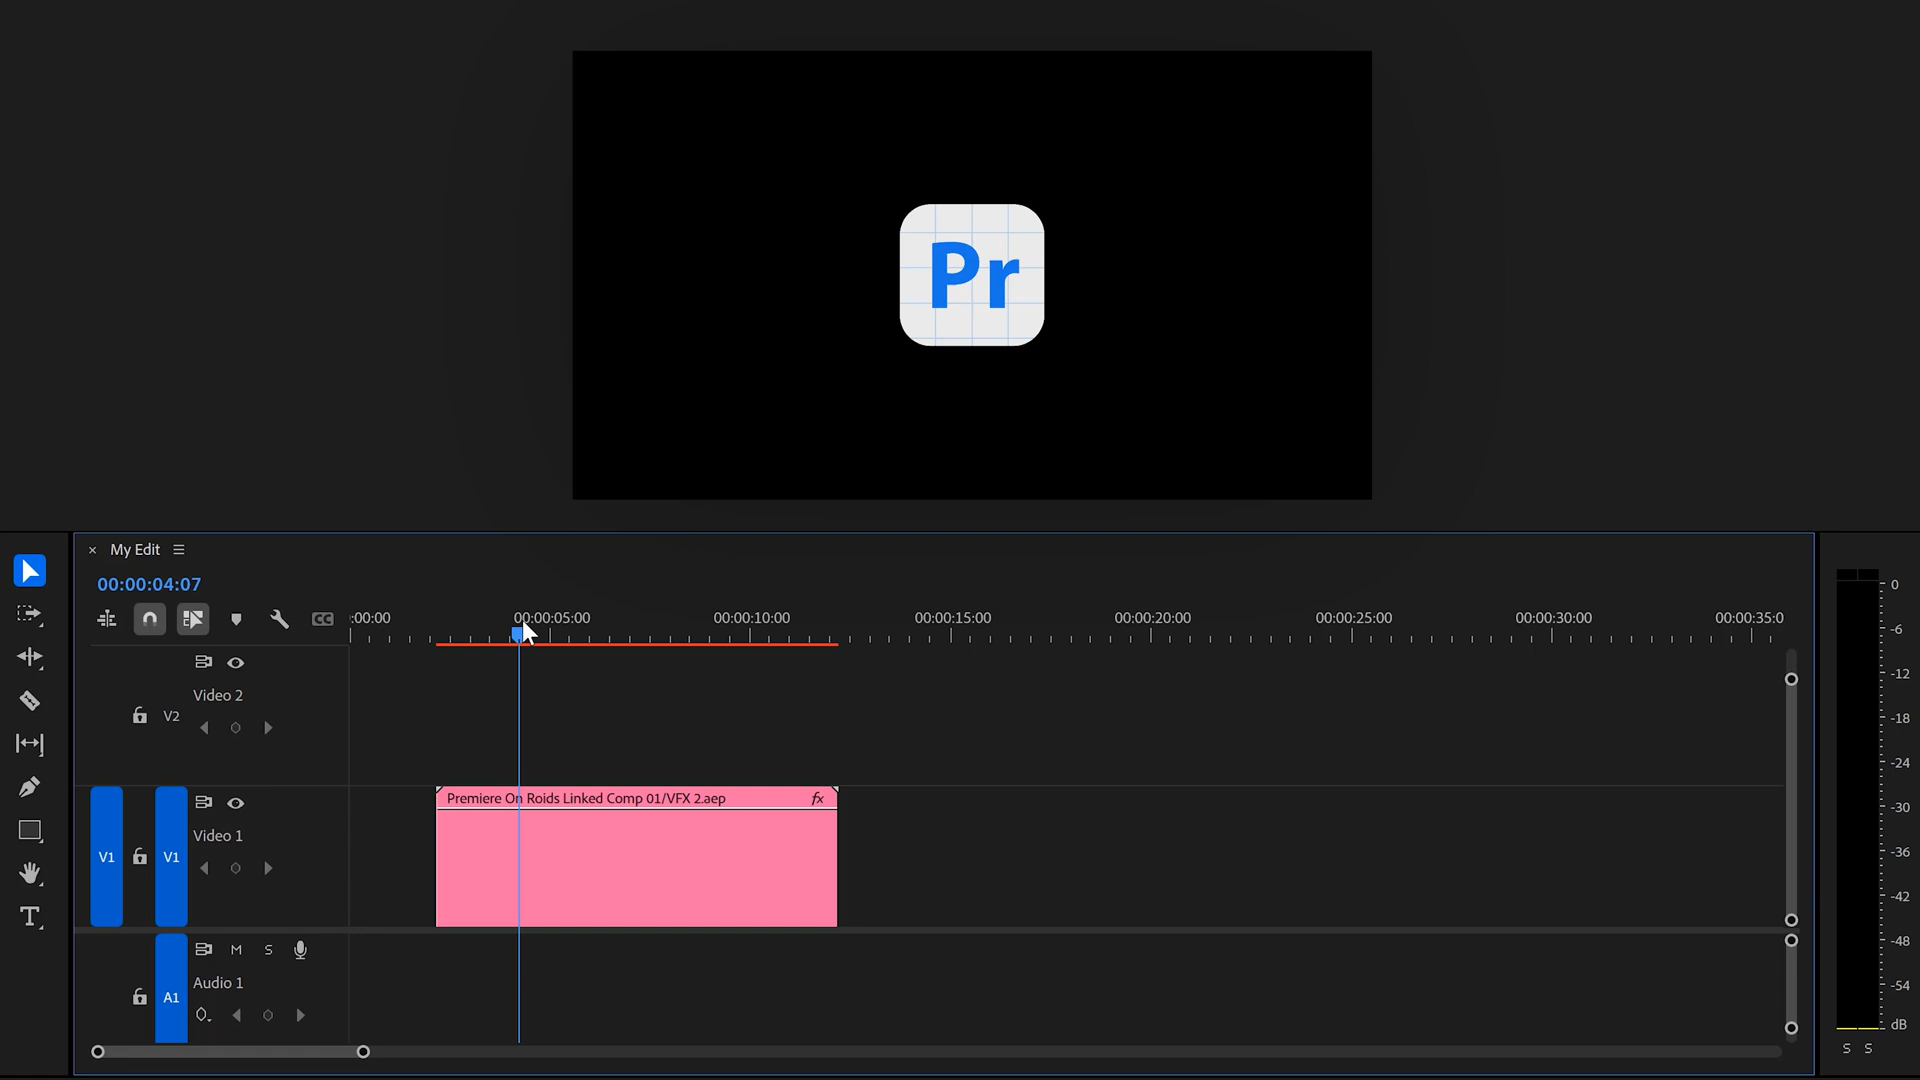 Pr
My Edit
00:00:04:07
CC
:00:00
00:00:05:00
00:00:10:00
00:00:15:00
00:00:20:00
00:00:25:00
00:00:30:00
00:00:35:0
Video 2
V2
Premiere On Roids Linked Comp 01/VFX 2.aep
fx
V1
V1
Video 1
M
S
Audio 1
A1
T
0
-6
-12
-18
-24
-30
-36
-42
-48
-54
dB
S S